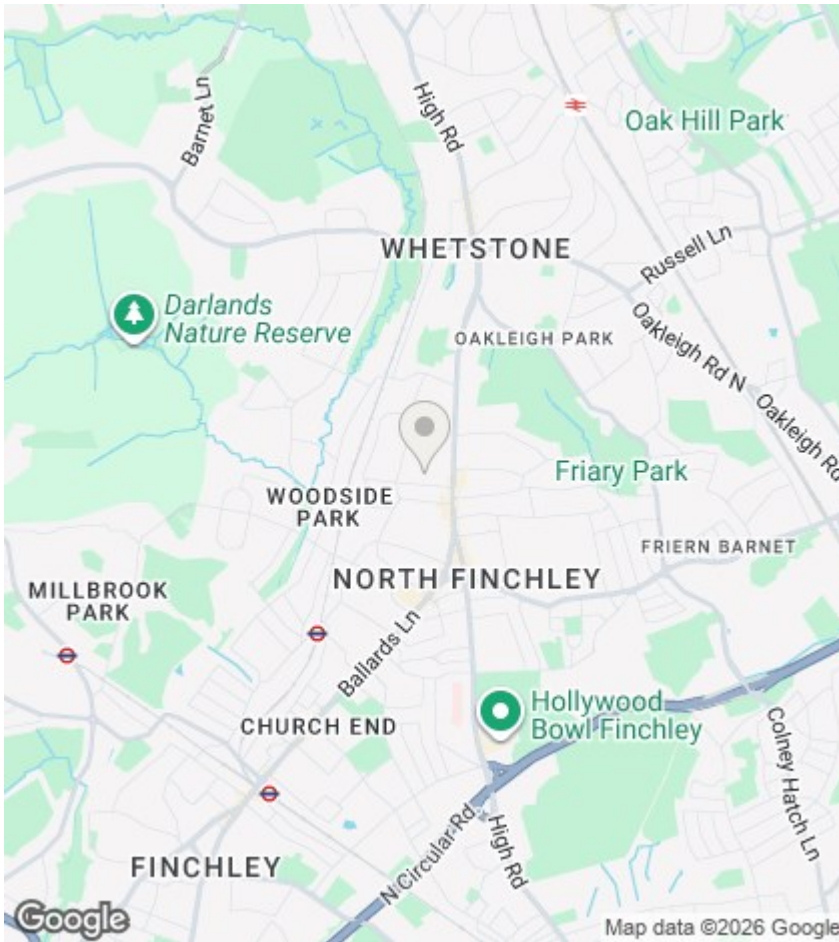 High Rd
Barnet Ln
Oak Hill Park
WHETSTONE
Russell Ln
Darlands
Nature Reserve
OAKLEIGH PARK
Oakleigh Rd N
Oakleigh Rd
Friary Park
WOODSIDE
PARK
FRIERN BARNET
NORTH FINCHLEY
MILLBROOK
PARK
Ballards Ln
Hollywood
Bowl Finchley
CHURCH END
Colney Hatch Ln
N Circular Rd
High Rd
FINCHLEY
Google
Map data ©2026 Google